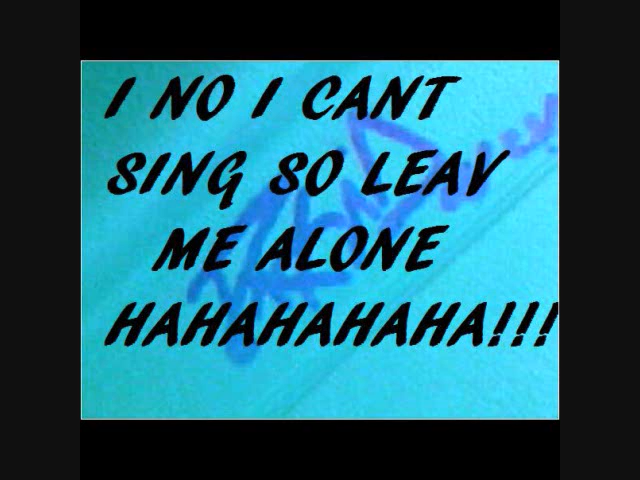 I NO I CANT
SING SO LEAV
ME ALONE
HAHAHAHAHA!!!